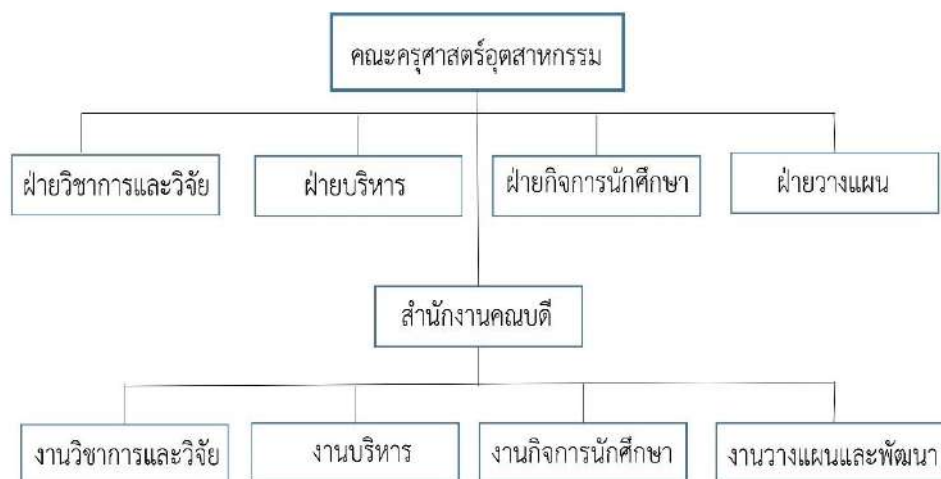 คณะครุศาสตร์อุตสาหกรรม
ฝ่ายวิชาการและวิจัย
ฝ่ายบริหาร
ฝ่ายกิจการนักศึกษา
ฝ่ายวางแผน
สำนักงานคณบดี
งานวิชาการและวิจัย
งานบริหาร
งานกิจการนักศึกษา
งานวางแผนและพัฒนา